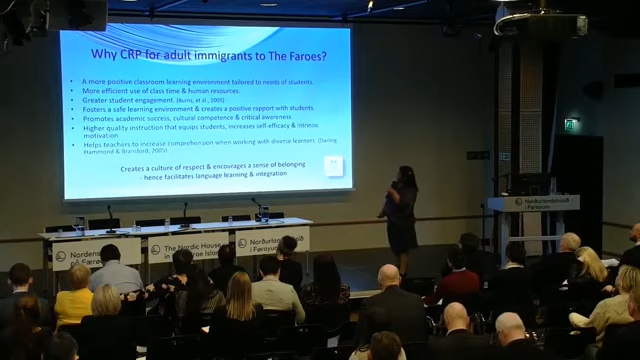 Why CRP for adult immigrants to The Faroes?
• A more positive classroom learning environment tailored to needs of students.
• More efficient use of class time & human resources.
• Greater student engagement. (Burns, et al., 2005)
• Fosters a safe learning environment & creates a positive rapport with students.
• Promotes academic success, cultural competence & critical awareness
• Higher quality instruction that equips students, increases self-efficacy & intrinsic
motivation.
• Helps teachers to increase comprehension when working with diverse learners (Darling,
Hammond & Bransford, 2005)
Creates a culture of respect & encourages a sense of belonging
- hence facilitates language learning & integration
Norðurlandahúsið
í Føroyum
The Nordic House
Norðurlandahúsið
í Føroyum